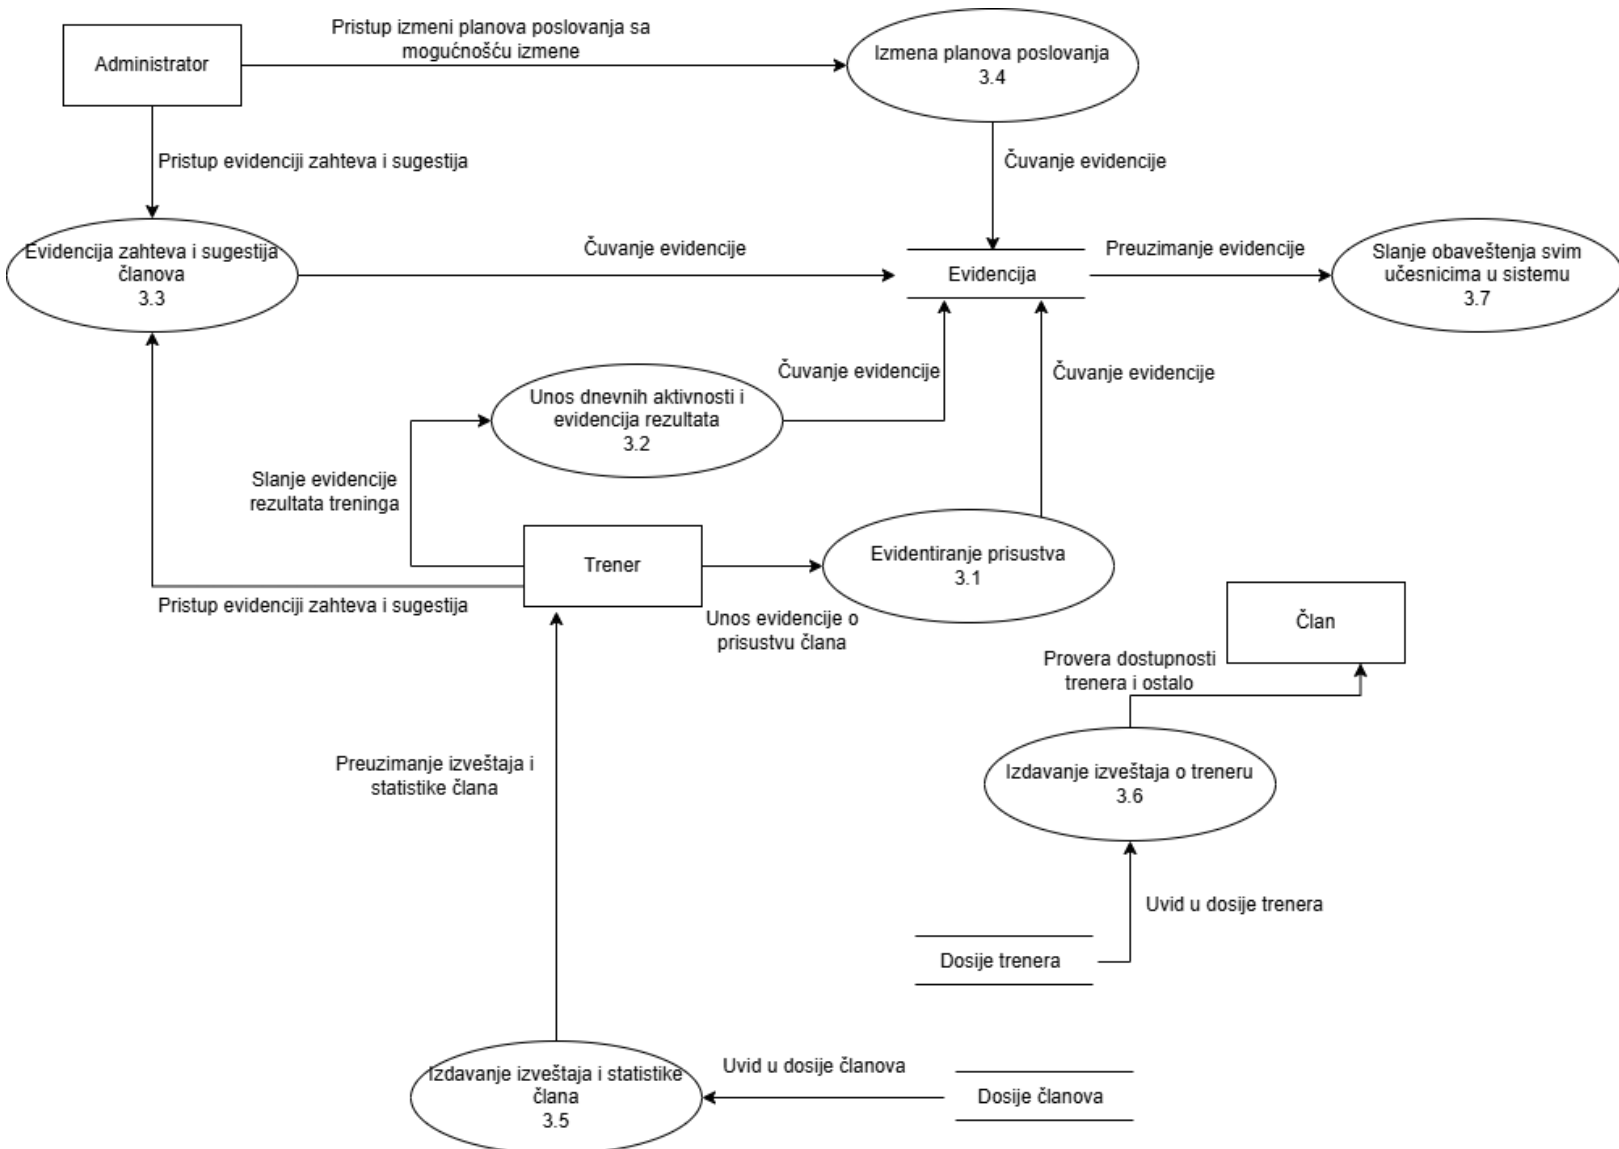 Pristup izmeni planova poslovanja sa
mogućnošću izmene
Administrator
Izmena planova poslovanja
3.4
Pristup evidenciji zahteva i sugestija
Čuvanje evidencije
Evidencija zahteva i sugestija
članova
3.3
Čuvanje evidencije
Evidencija
Preuzimanje evidencije
Slanje obaveštenja svim
učesnicima u sistemu
3.7
Unos dnevnih aktivnosti i
evidencija rezultata
3.2
Čuvanje evidencije
Čuvanje evidencije
Slanje evidencije
rezultata treninga
Trener
Evidentiranje prisustva
3.1
Pristup evidenciji zahteva i sugestija
Unos evidencije o
prisustvu člana
Član
Provera dostupnosti
trenera i ostalo
Preuzimanje izveštaja i
statistike člana
Izdavanje izveštaja o treneru
3.6
Uvid u dosije trenera
Dosije trenera
Izdavanje izveštaja i statistike
člana
3.5
Uvid u dosije članova
Dosije članova